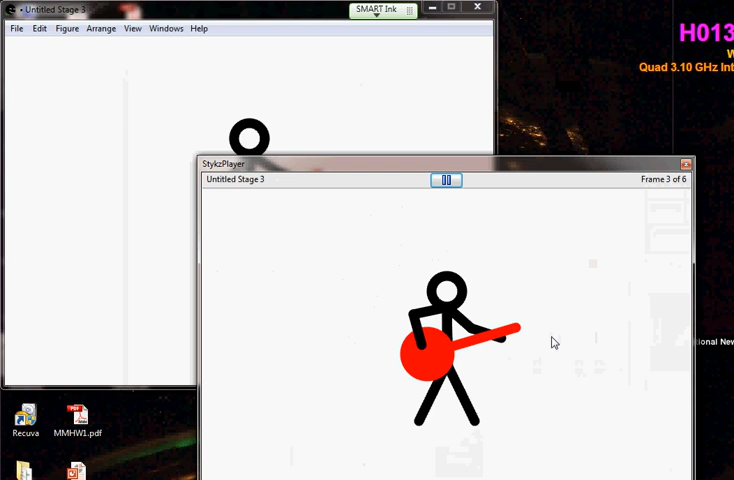 • Untitled Stage 3
SMART Ink
File Edit Figure Arrange View Windows Help
H013
W
Quad 3.10 GHz Int
StykzPlayer
Untitled Stage 3
Frame 3 of 6
tional New
Recuva
MMHW1.pdf